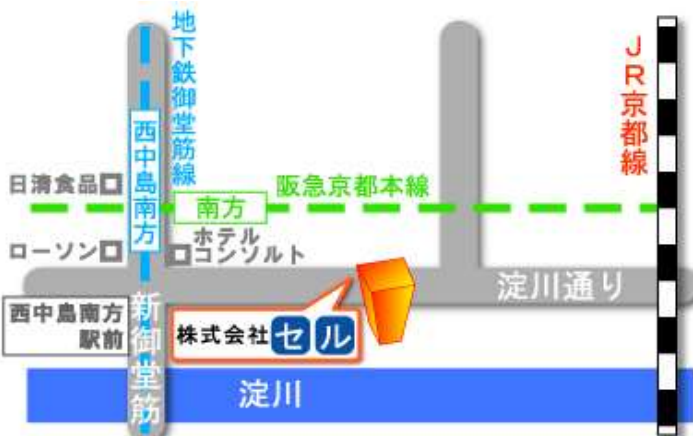 地下鉄御堂筋線
JR京都線
西中島南方
日清食品
阪急京都本線
南方
ローソン
ホテル
コンソルト
淀川通り
西中島南方
駅前
新御堂筋
株式会社セル
淀川